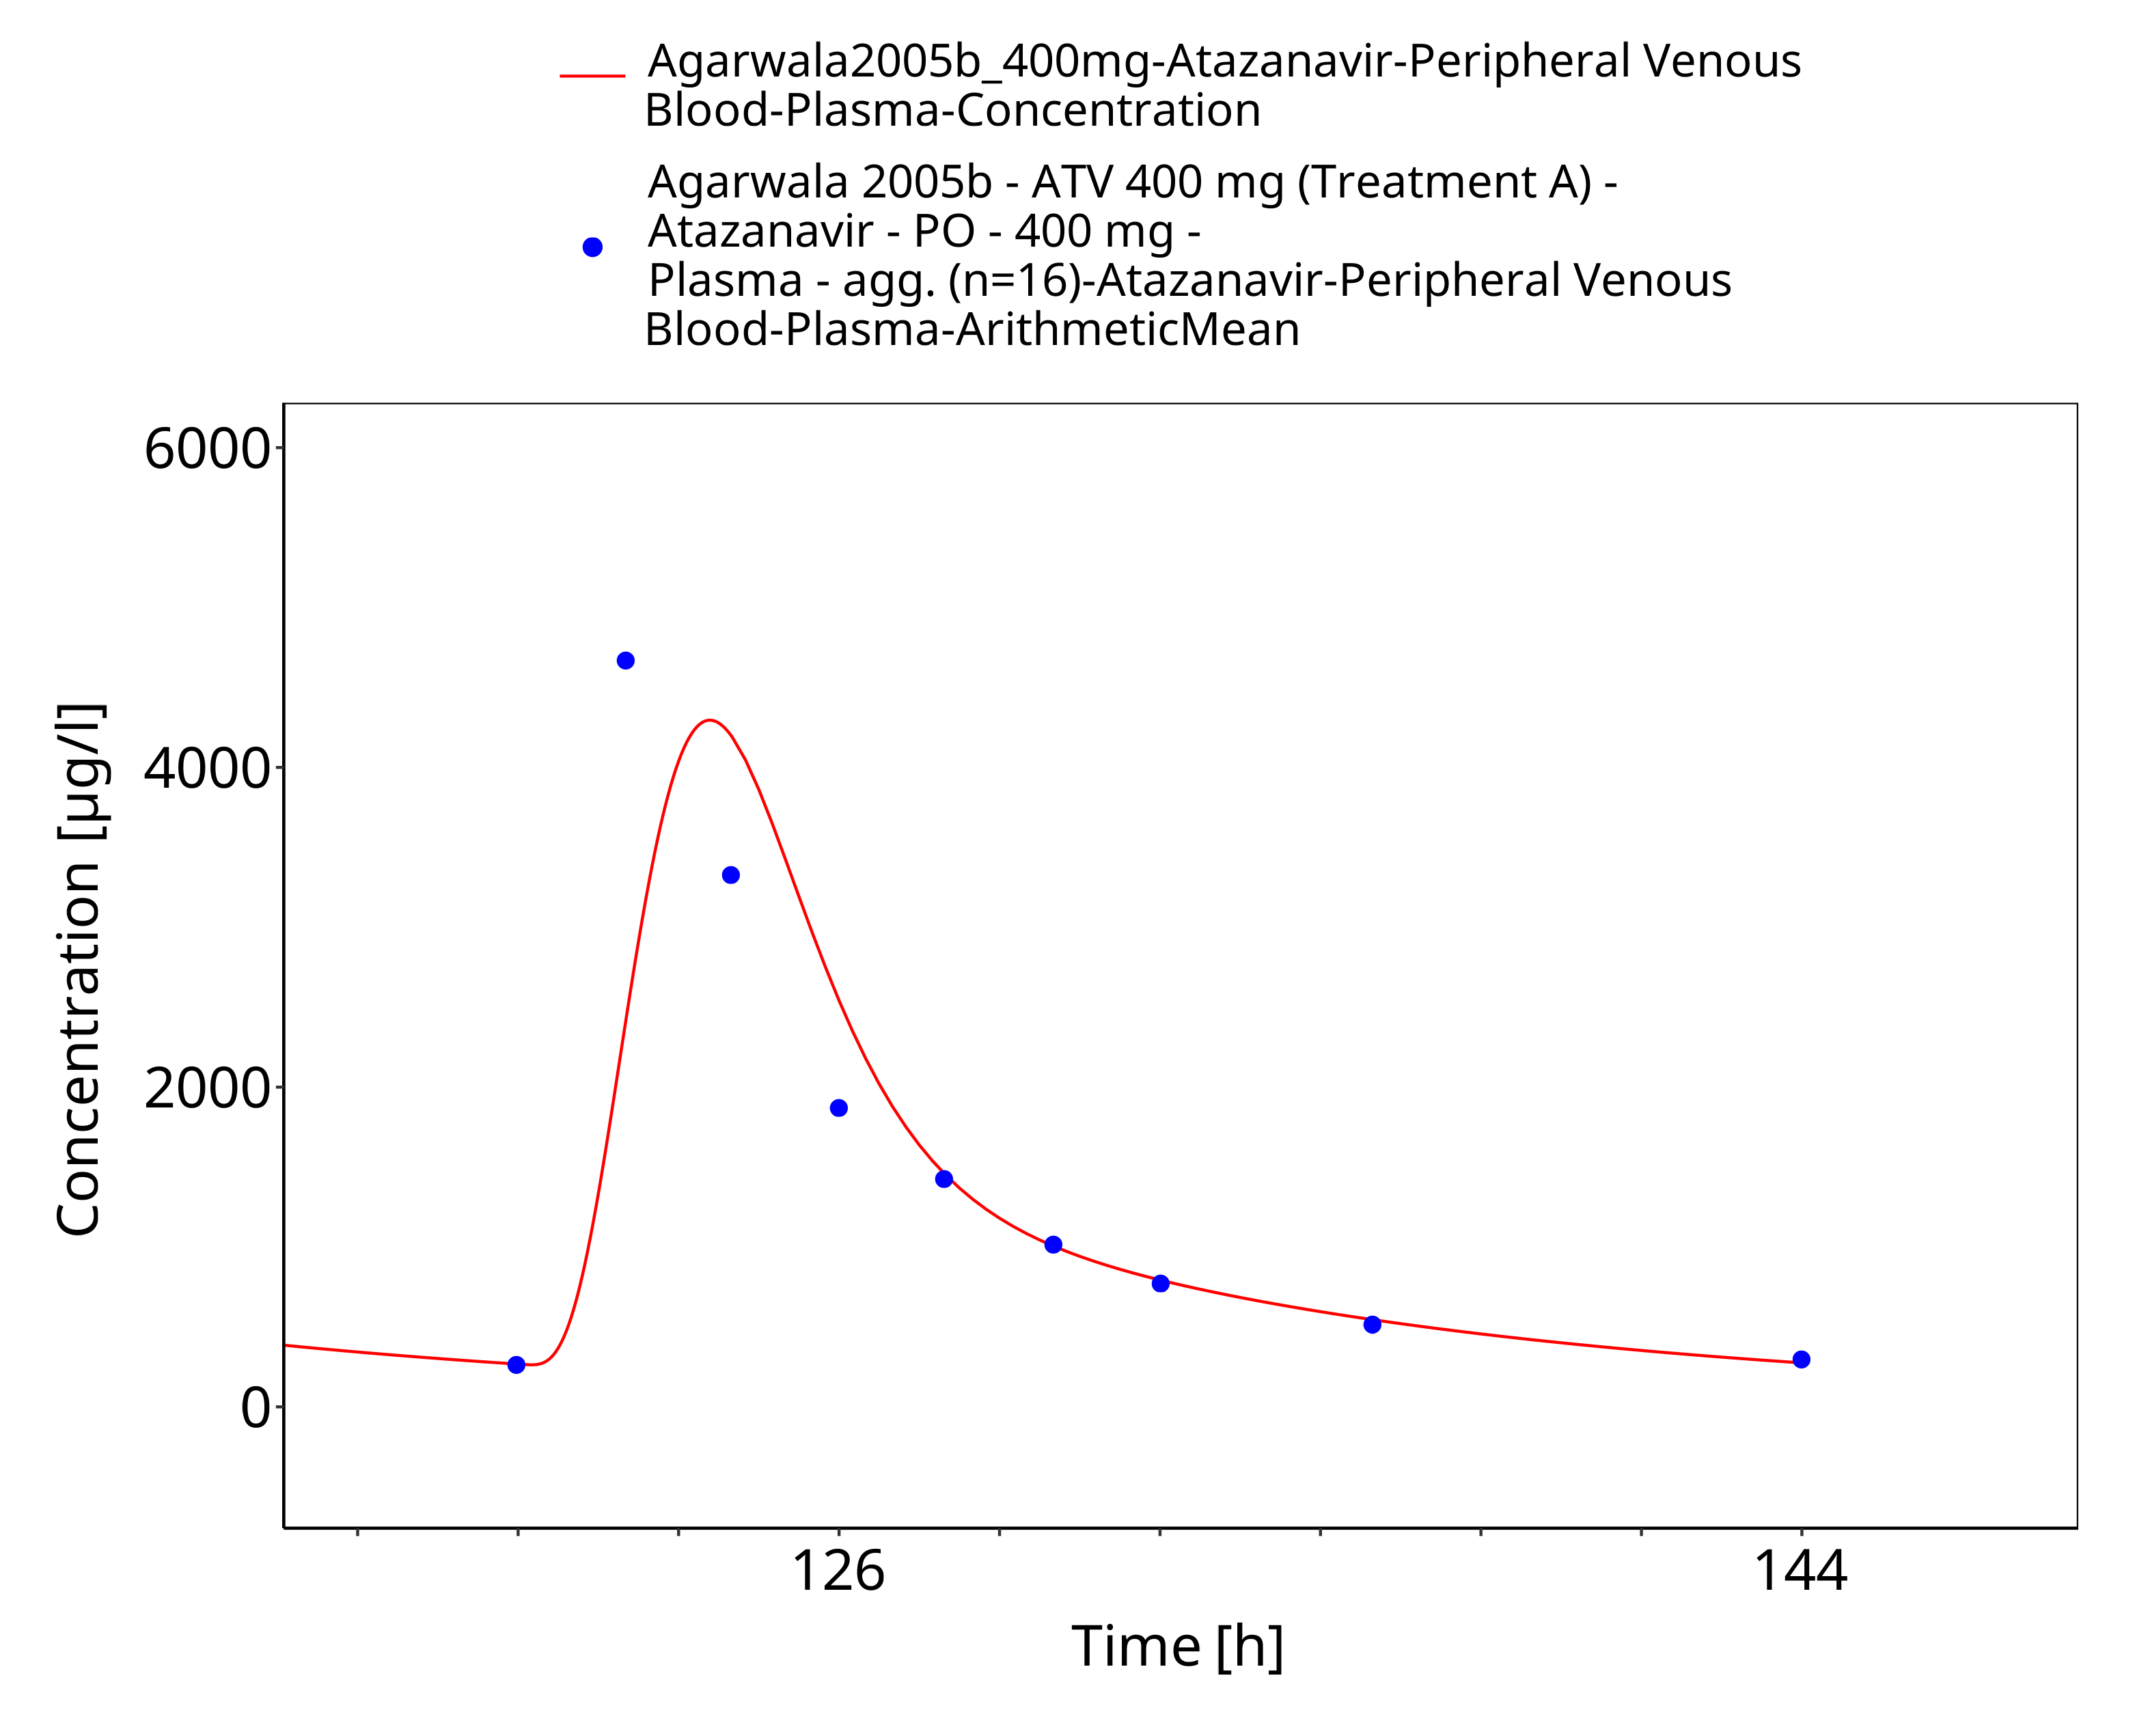 Agarwala2005b_400mg-Atazanavir-Peripheral Venous
Blood-Plasma-Concentration
Agarwala 2005b - ATV 400 mg (Treatment A) -
Atazanavir - PO - 400 mg -
Plasma - agg. (n=16)-Atazanavir-Peripheral Venous
Blood-Plasma-ArithmeticMean
6000
4000
2000
0
Concentration [µg/l]
126
144
Time [h]